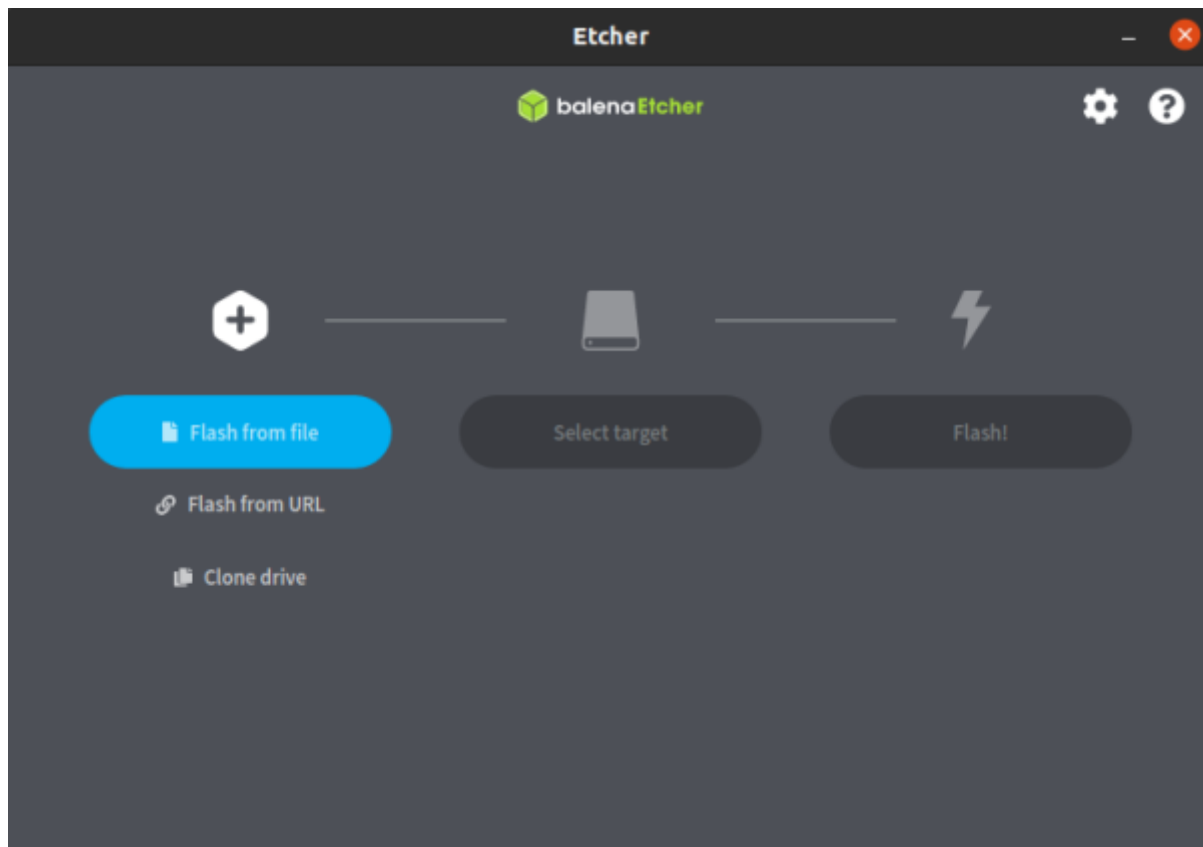 Etcher
balenaEtcher
Flash from file
Select target
Flash!
Flash from URL
Clone drive